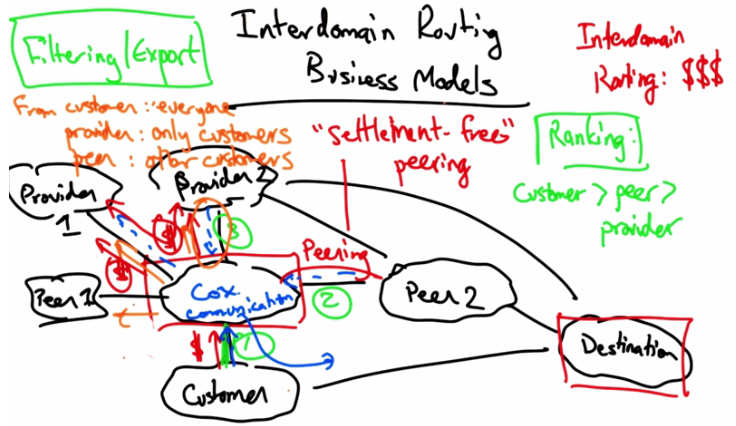 Interdomain Routing
Business Models
Filtering/Export
Interdomain
Routing: $$$
From customer : everyone
provider : only customers
peer : other customers
"settlement-free"
peering
Ranking:
Customer > peer >
provider
Provider
1
Provider 2
$
$
3
Peering
Peer 1
Cox
communication
2
Peer 2
$
1
Customer
Destination